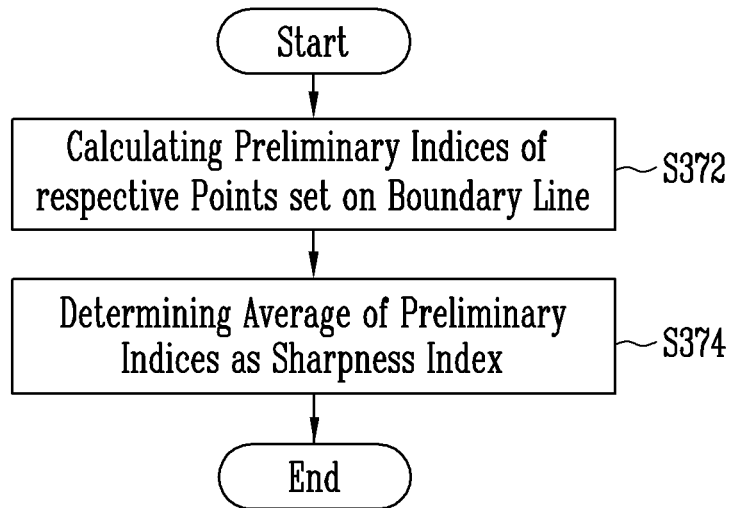 Start
Calculating Preliminary Indices of
respective Points set on Boundary Line
S372
Determining Average of Preliminary
Indices as Sharpness Index
S374
End